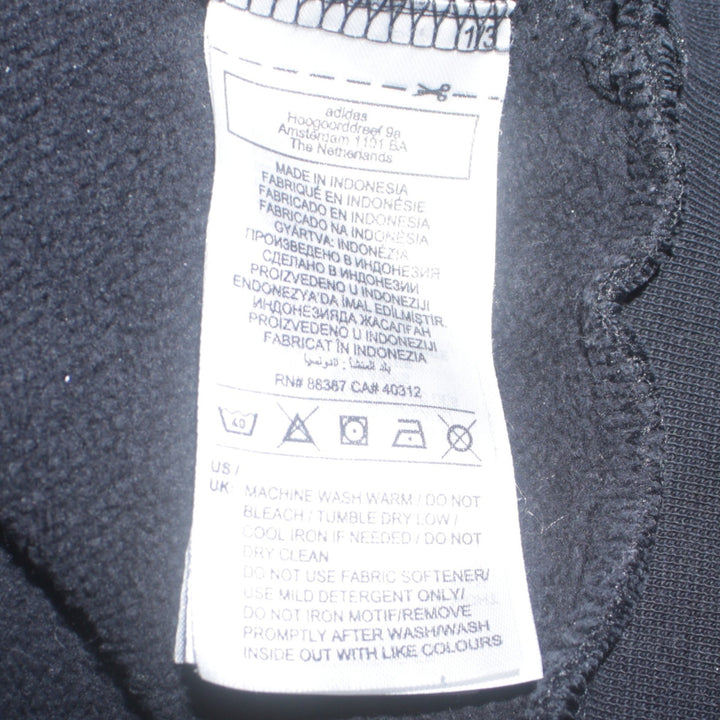 1/3
adidas
Hoogoorddreef 9a
Amsterdam 1101 BA
The Netherlands
MADE IN INDONESIA
FABRIQUÉ EN INDONÉSIE
FABRICADO EN INDONESIA
FABRICADO NA INDONÉSIA
GYÁRTVA: INDONÉZIA
ПРОИЗВЕДЕНО В ИНДОНЕЗИЯ
СДЕЛАНО В ИНДОНЕЗИИ
PROIZVEDENO U INDONEZIJI
ENDONEZYA'DA İMAL EDİLMİŞTİR.
ИНДОНЕЗИЯДА ЖАСАЛҒАН
PROIZVEDENO U INDONEZIJI
FABRICAT ÎN INDONEZIA
بلد المنشأ: اندونيسيا
RN# 88387 CA# 40312
40
US /
UK: MACHINE WASH WARM / DO NOT
BLEACH / TUMBLE DRY LOW /
COOL IRON IF NEEDED / DO NOT
DRY CLEAN
DO NOT USE FABRIC SOFTENER/
USE MILD DETERGENT ONLY/
DO NOT IRON MOTIF/REMOVE
PROMPTLY AFTER WASH/WASH
INSIDE OUT WITH LIKE COLOURS